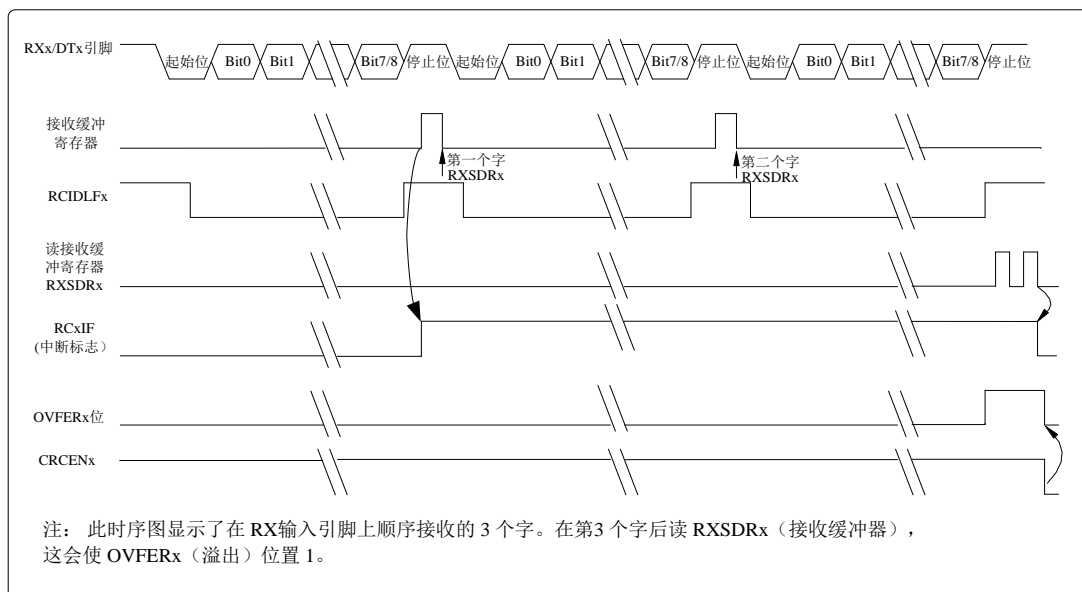 RXx/DTx引脚
起始位 Bit0 Bit1 Bit7/8 停止位 起始位 Bit0 Bit1 Bit7/8 停止位 起始位 Bit0 Bit1 Bit7/8 停止位
接收缓冲
寄存器
第一个字
RXSDRx
第二个字
RXSDRx
RCIDLFx
读接收缓
冲寄存器
RXSDRx
RCxIF
(中断标志）
OVFERx位
CRCENx
注： 此时序图显示了在 RX输入引脚上顺序接收的 3 个字。在第3 个字后读 RXSDRx（接收缓冲器），
这会使 OVFERx（溢出）位置 1。